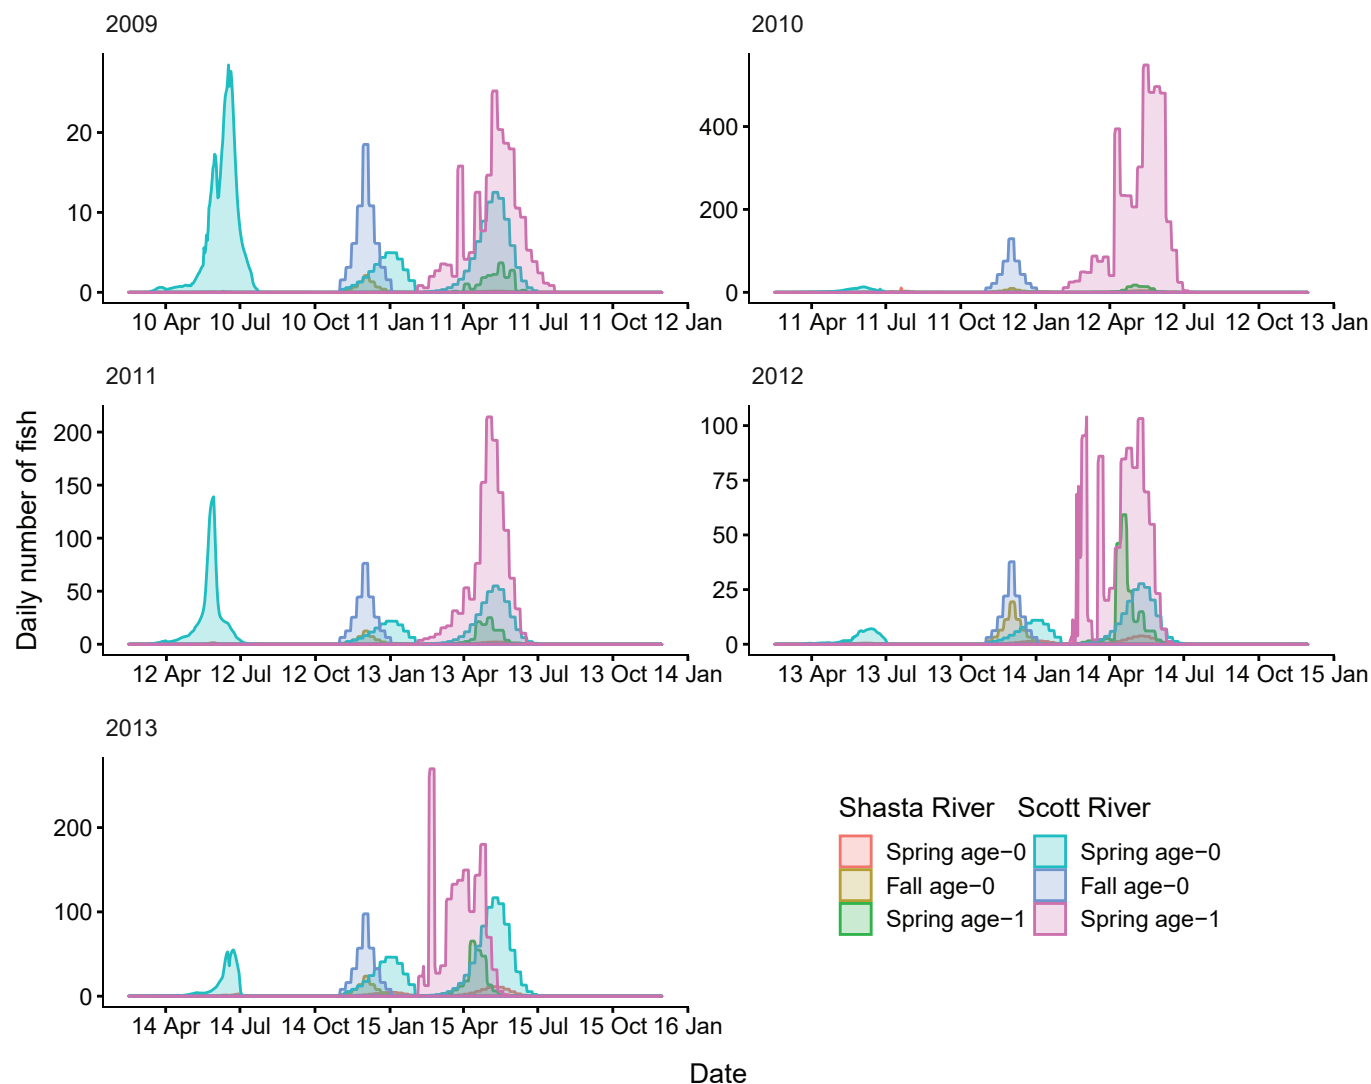 2009
20
10
0
10 Apr 10 Jul 10 Oct 11 Jan 11 Apr 11 Jul 11 Oct 12 Jan
2010
400
200
0
11 Apr 11 Jul 11 Oct 12 Jan 12 Apr 12 Jul 12 Oct 13 Jan
2011
200
150
100
50
0
12 Apr 12 Jul 12 Oct 13 Jan 13 Apr 13 Jul 13 Oct 14 Jan
2012
100
75
50
25
0
13 Apr 13 Jul 13 Oct 14 Jan 14 Apr 14 Jul 14 Oct 15 Jan
2013
200
100
0
14 Apr 14 Jul 14 Oct 15 Jan 15 Apr 15 Jul 15 Oct 16 Jan
Daily number of fish
Date
Shasta River Scott River
Spring age−0 Spring age−0
Fall age−0 Fall age−0
Spring age−1 Spring age−1